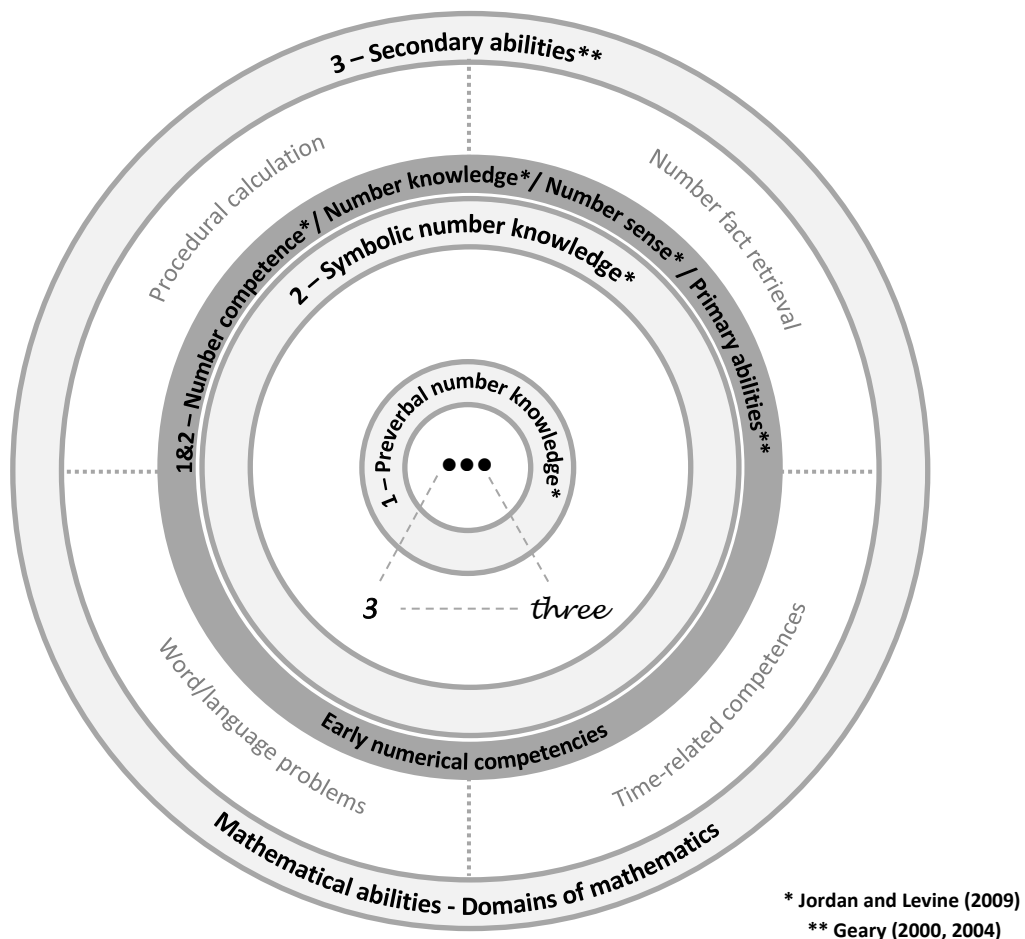 3 – Secondary abilities**
Procedural calculation
Number fact retrieval
1&2 – Number competence*/ Number knowledge*/ Number sense* / Primary abilities**
2 – Symbolic number knowledge*
1 – Preverbal number knowledge*
3
three
Word/language problems
Time-related competences
Early numerical competencies
Mathematical abilities - Domains of mathematics
* Jordan and Levine (2009)
** Geary (2000, 2004)